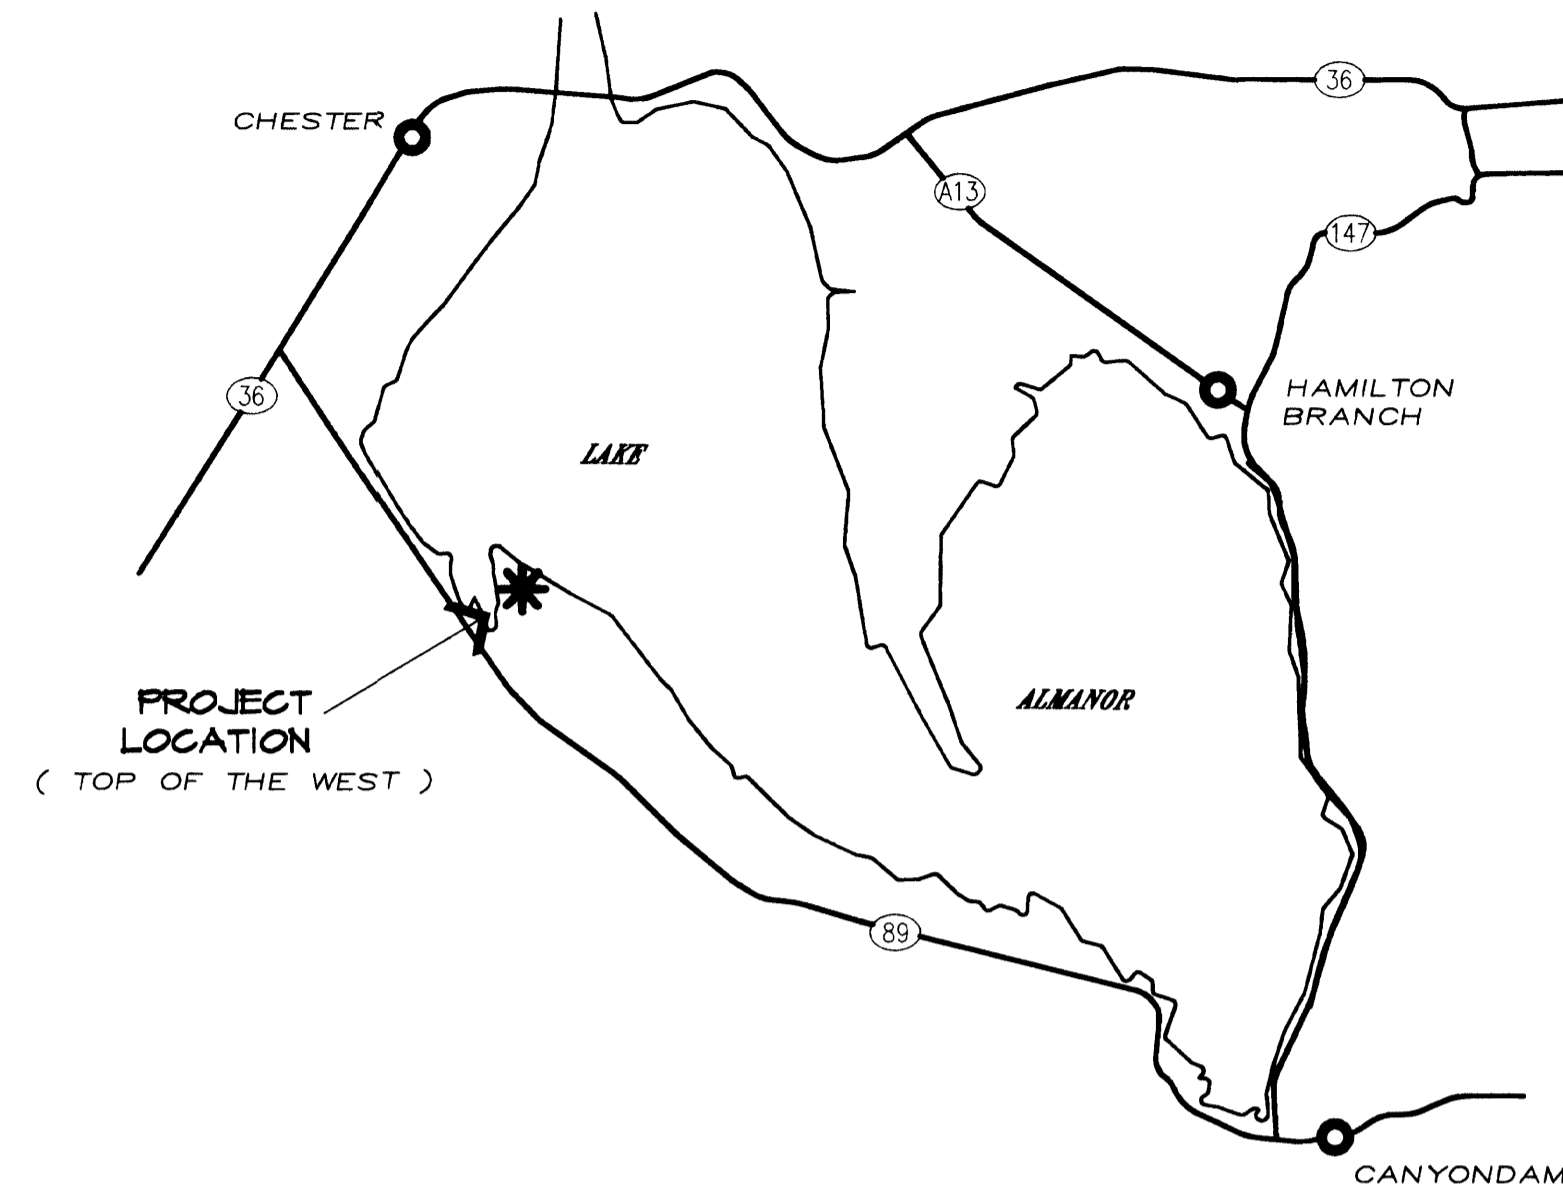 36
CHESTER
A13
147
36
HAMILTON
BRANCH
LAKE
PROJECT
LOCATION
( TOP OF THE WEST )
ALMANOR
89
CANYONDAM